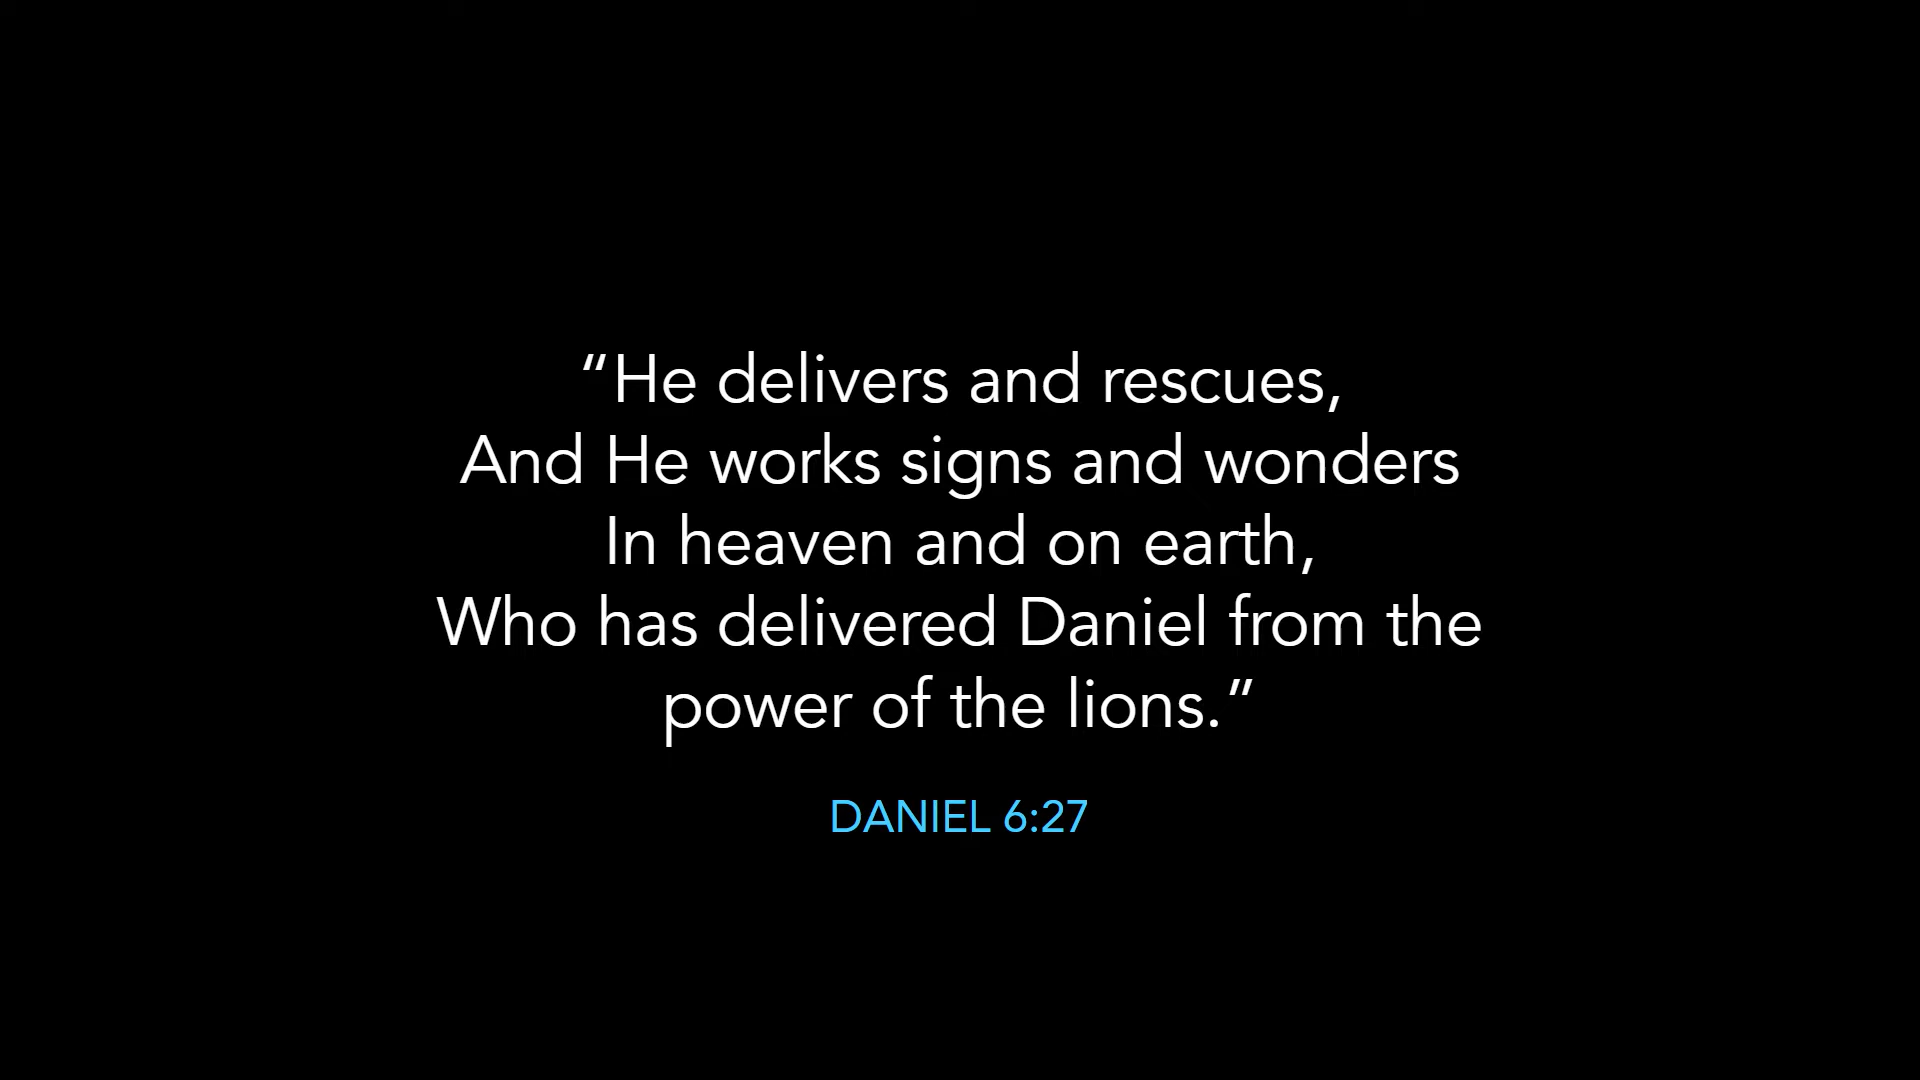 “He delivers and rescues,
And He works signs and wonders
In heaven and on earth,
Who has delivered Daniel from the
power of the lions.”
DANIEL 6:27